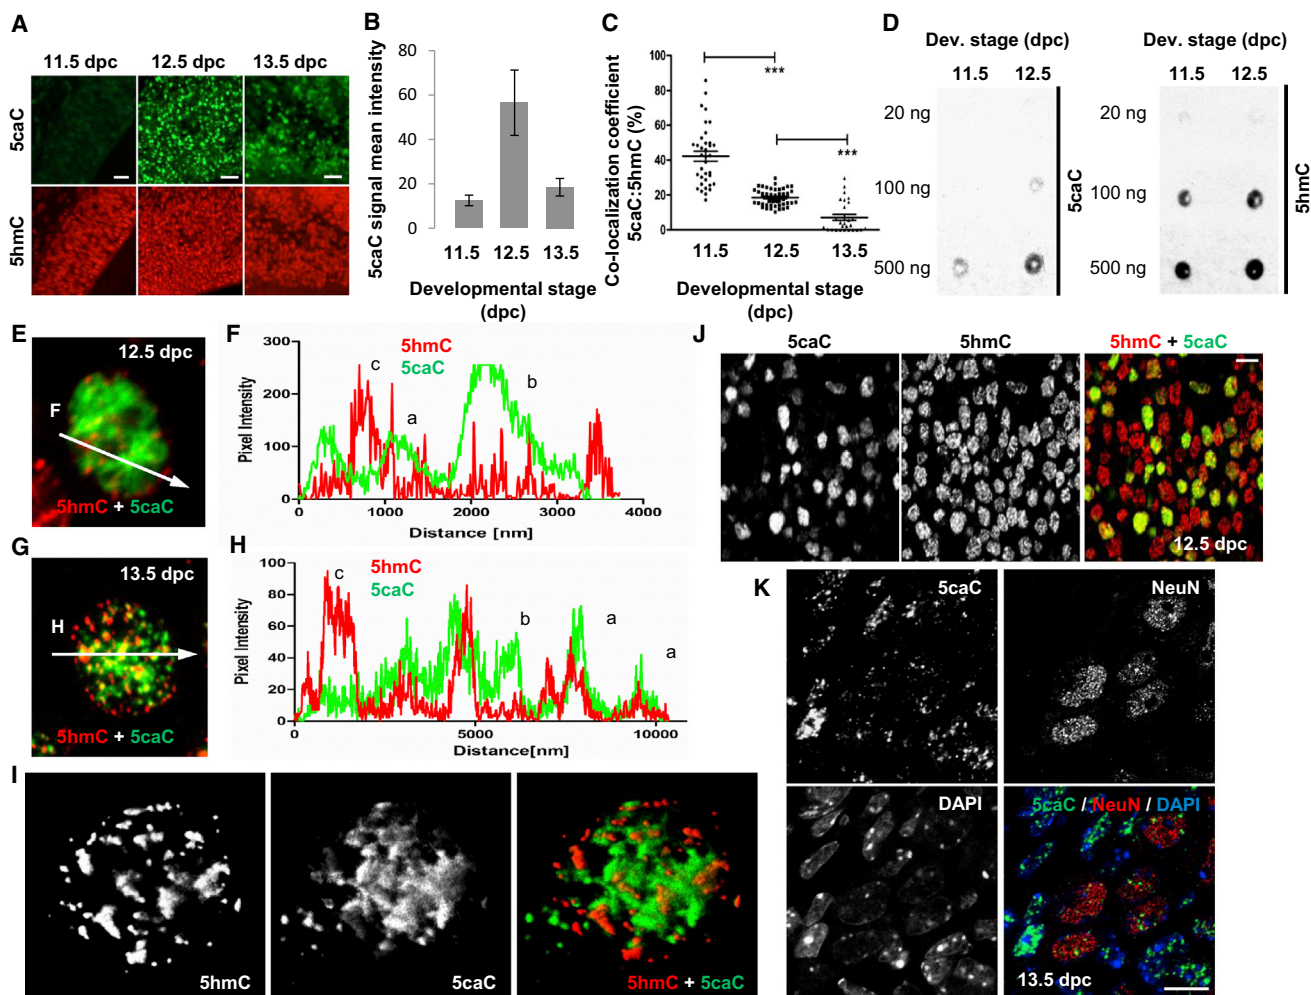 A
11.5 dpc 12.5 dpc 13.5 dpc
5caC
5hmC
B
5caC signal mean intensity
80
60
40
20
0
11.5 12.5 13.5
Developmental stage
(dpc)
C
Co-localization coefficient
5caC:5hmC (%)
100
80
60
40
20
0
***
***
11.5 12.5 13.5
Developmental stage
(dpc)
D
Dev. stage (dpc)
11.5 12.5
20 ng
100 ng
500 ng
5caC
Dev. stage (dpc)
11.5 12.5
20 ng
100 ng
500 ng
5hmC
E
12.5 dpc
F
5hmC + 5caC
F
Pixel Intensity
300
200
100
0
5hmC
5caC
c
a
b
0 1000 2000 3000 4000
Distance [nm]
G
13.5 dpc
H
5hmC + 5caC
H
Pixel Intensity
100
80
60
40
20
0
5hmC
5caC
c
b
a
a
0 5000 10000
Distance[nm]
I
5hmC
5caC
5hmC + 5caC
J
5caC 5hmC 5hmC + 5caC
12.5 dpc
K
5caC
NeuN
DAPI
5caC / NeuN / DAPI
13.5 dpc